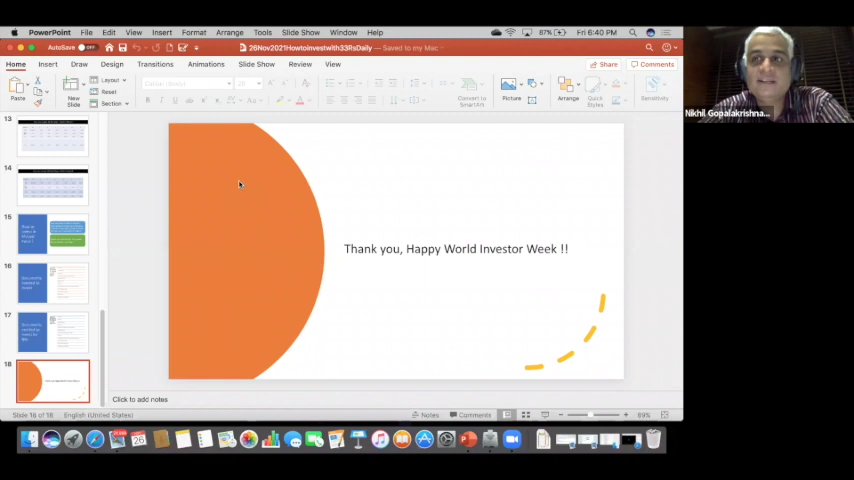 PowerPoint File Edit View Insert Format Arrange Tools Slide Show Window Help 87% Fri 6:40 PM
AutoSave OFF 26Nov2021Howtoinvestwith33RsDaily — Saved to my Mac
Home Insert Draw Design Transitions Animations Slide Show Review View Share Comments
Paste New Slide Layout Reset Section Convert to SmartArt Picture Arrange Quick Styles Sensitivity
Nikhil Gopalakrishna...
13
14
15
16
17
18
Thank you, Happy World Investor Week !!
Click to add notes
Slide 18 of 18 English (United States) Notes Comments 69%